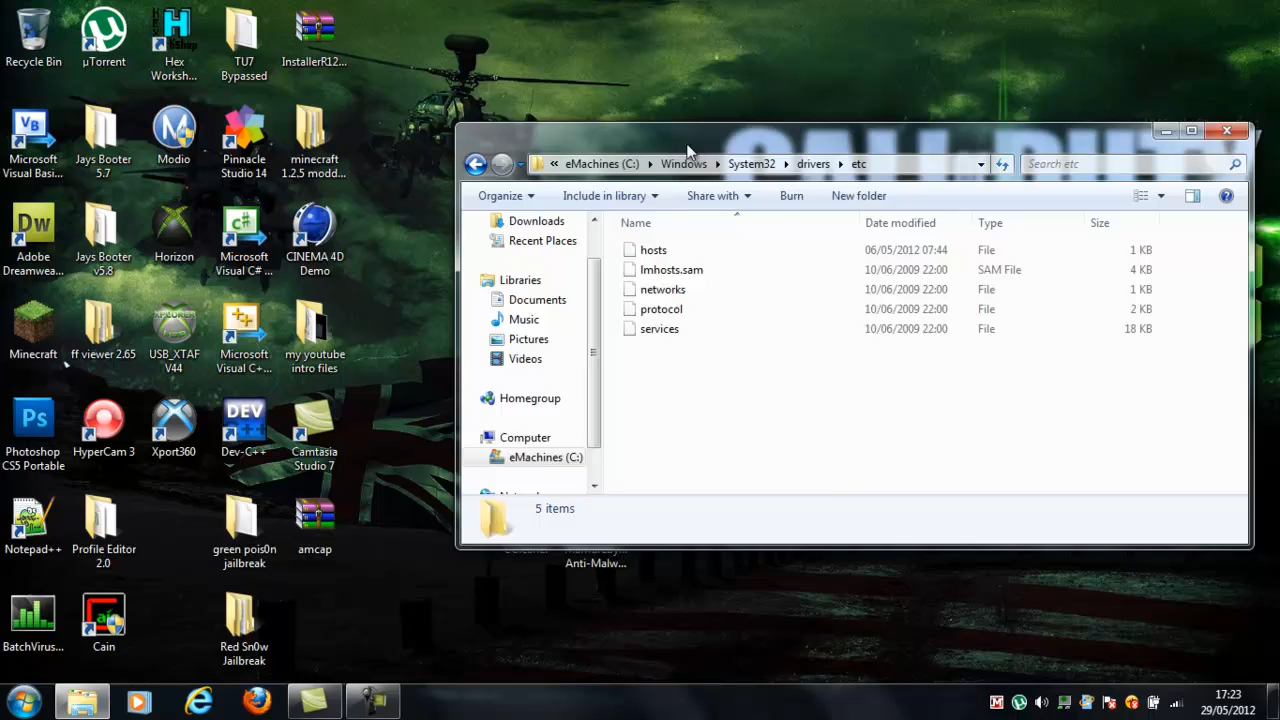 Recycle Bin
µTorrent
Hex
Worksh...
TU7
Bypassed
InstallerR12...
Microsoft
Visual Basi...
Jays Booter
5.7
Modio
Pinnacle
Studio 14
minecraft
1.2.5 modd...
Adobe
Dreamwea...
Jays Booter
v5.8
Horizon
Microsoft
Visual C# ...
CINEMA 4D
Demo
Minecraft
ff viewer 2.65
USB_XTAF
V44
Microsoft
Visual C+...
my youtube
intro files
Photoshop
CS5 Portable
HyperCam 3
Xport360
Dev-C++
Camtasia
Studio 7
Notepad++
Profile Editor
2.0
green pois0n
jailbreak
amcap
Anti-Malw...
BatchVirus...
Cain
Red Sn0w
Jailbreak
« eMachines (C:) Windows System32 drivers etc
Search etc
Organize Include in library Share with Burn New folder
Downloads
Recent Places
Libraries
Documents
Music
Pictures
Videos
Homegroup
Computer
eMachines (C:)
Name Date modified Type Size
hosts 06/05/2012 07:44 File 1 KB
lmhosts.sam 10/06/2009 22:00 SAM File 4 KB
networks 10/06/2009 22:00 File 1 KB
protocol 10/06/2009 22:00 File 2 KB
services 10/06/2009 22:00 File 18 KB
5 items
17:23
29/05/2012